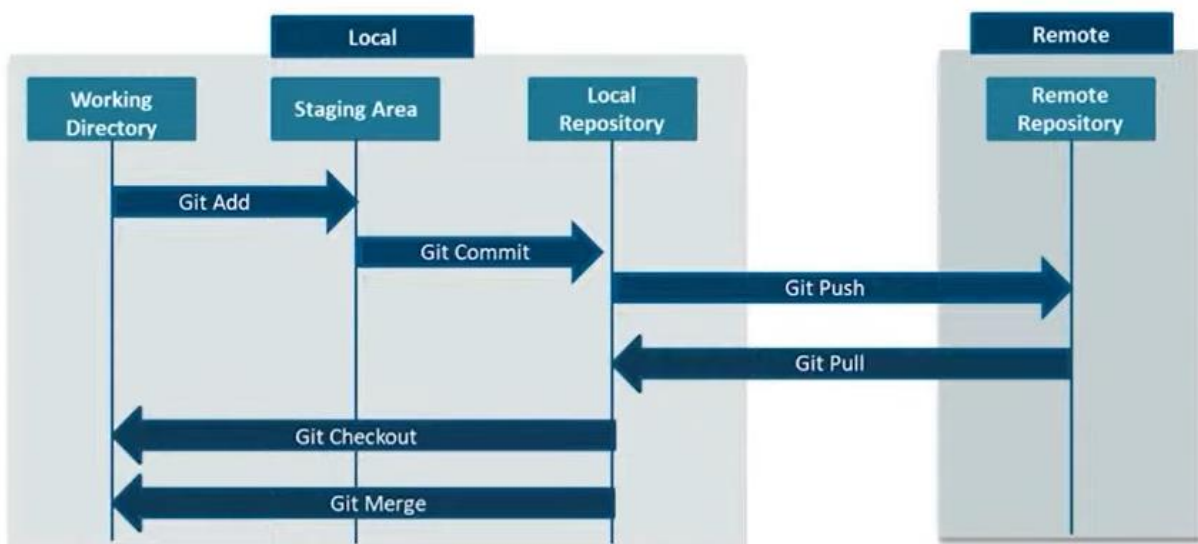 Local
Remote
Working
Directory
Staging Area
Local
Repository
Remote
Repository
Git Add
Git Commit
Git Push
Git Pull
Git Checkout
Git Merge